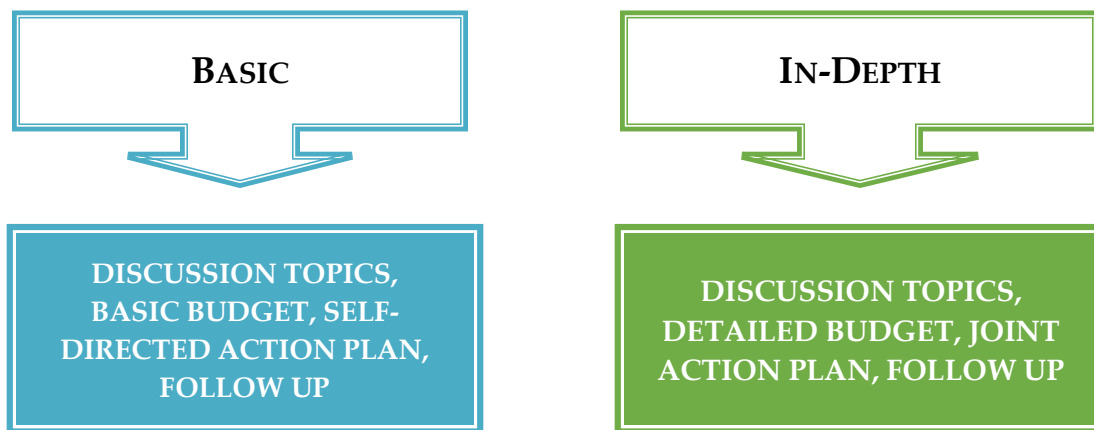 BASIC
IN-DEPTH
DISCUSSION TOPICS,
BASIC BUDGET, SELF-
DIRECTED ACTION PLAN,
FOLLOW UP
DISCUSSION TOPICS,
DETAILED BUDGET, JOINT
ACTION PLAN, FOLLOW UP